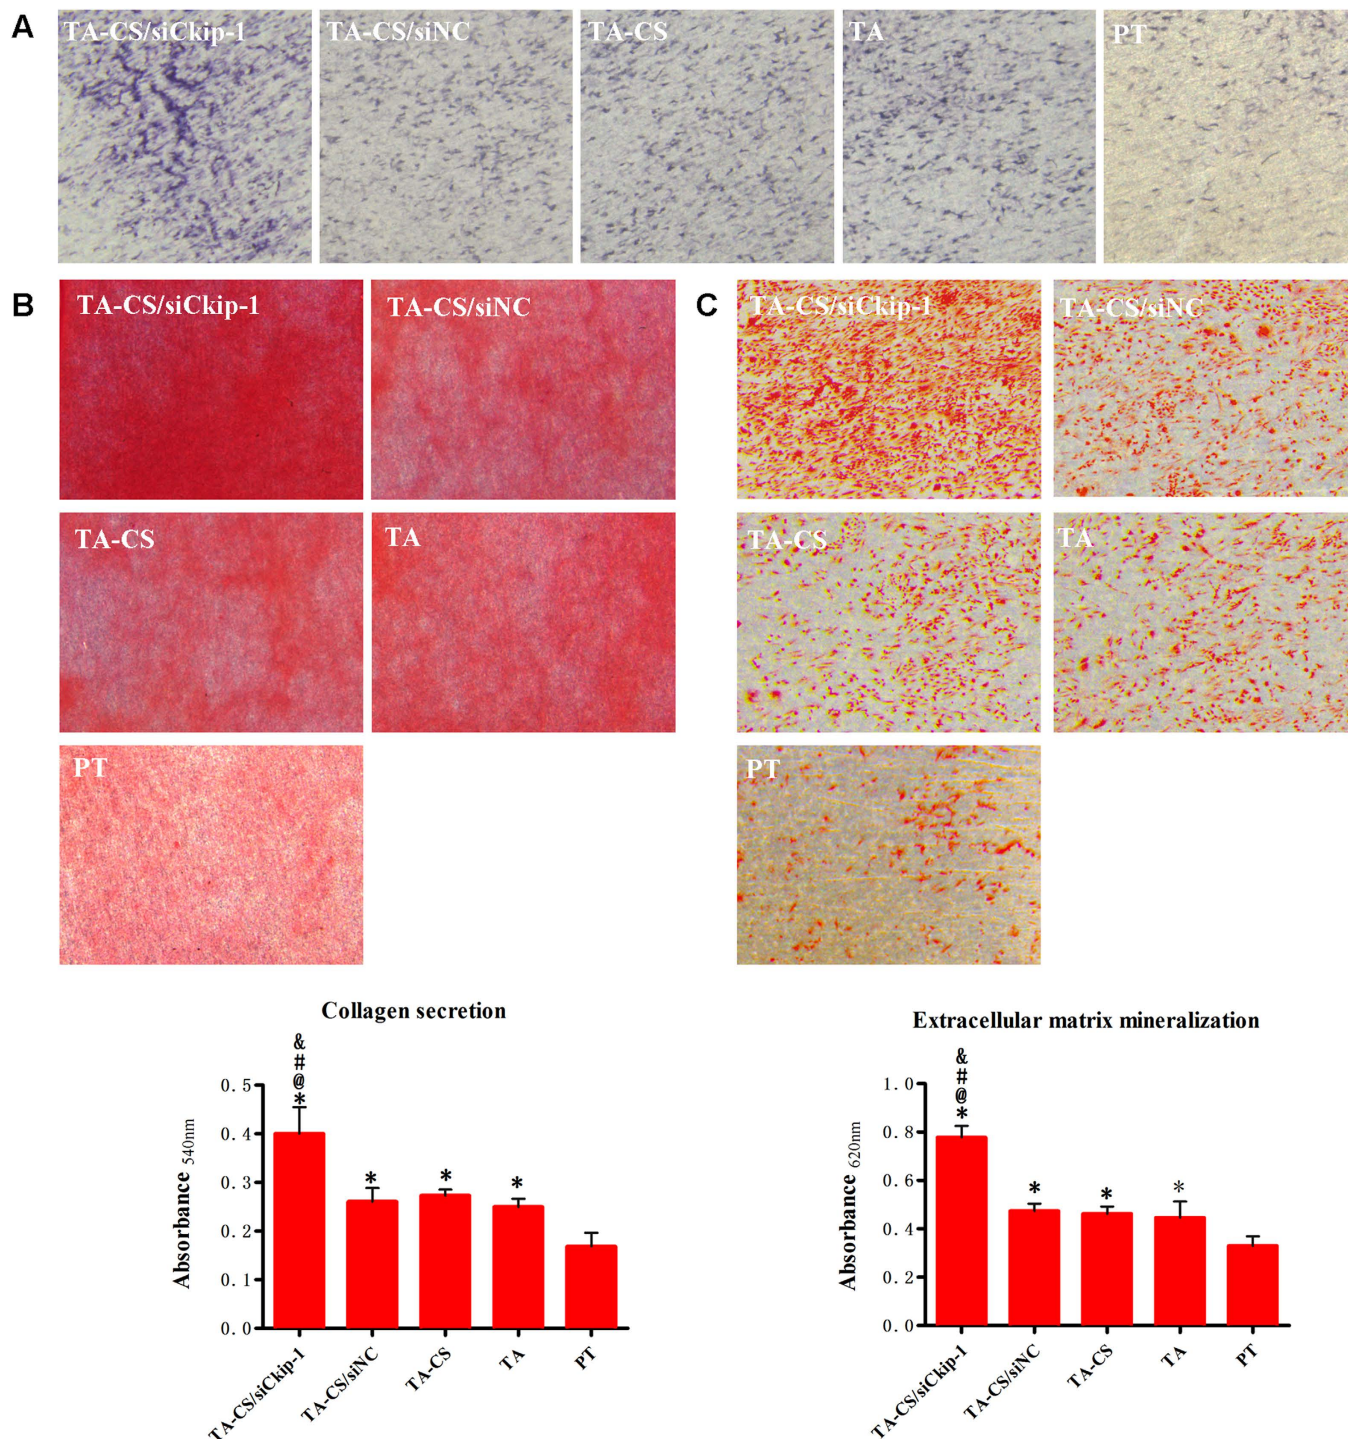 A
TA-CS/siCkip-1
TA-CS/siNC
TA-CS
TA
PT
B
TA-CS/siCkip-1
TA-CS/siNC
TA-CS
TA
PT
C
TA-CS/siCkip-1
TA-CS/siNC
TA-CS
TA
PT
Collagen secretion
Absorbance 540nm
0.5
0.4
0.3
0.2
0.1
0.0
&
#
@
*
*
*
*
TA-CS/siCkip-1
TA-CS/siNC
TA-CS
TA
PT
Extracellular matrix mineralization
Absorbance 620nm
1.0
0.8
0.6
0.4
0.2
0.0
&
#
@
*
*
*
*
TA-CS/siCkip-1
TA-CS/siNC
TA-CS
TA
PT